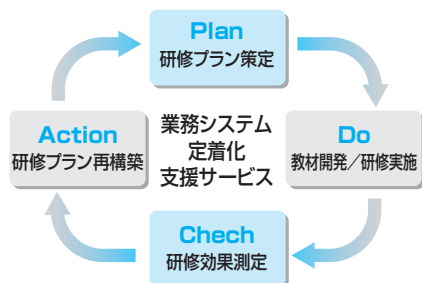 Plan
研修プラン策定
Action
研修プラン再構築
業務システム
定着化
支援サービス
Do
教材開発／研修実施
Chech
研修効果測定